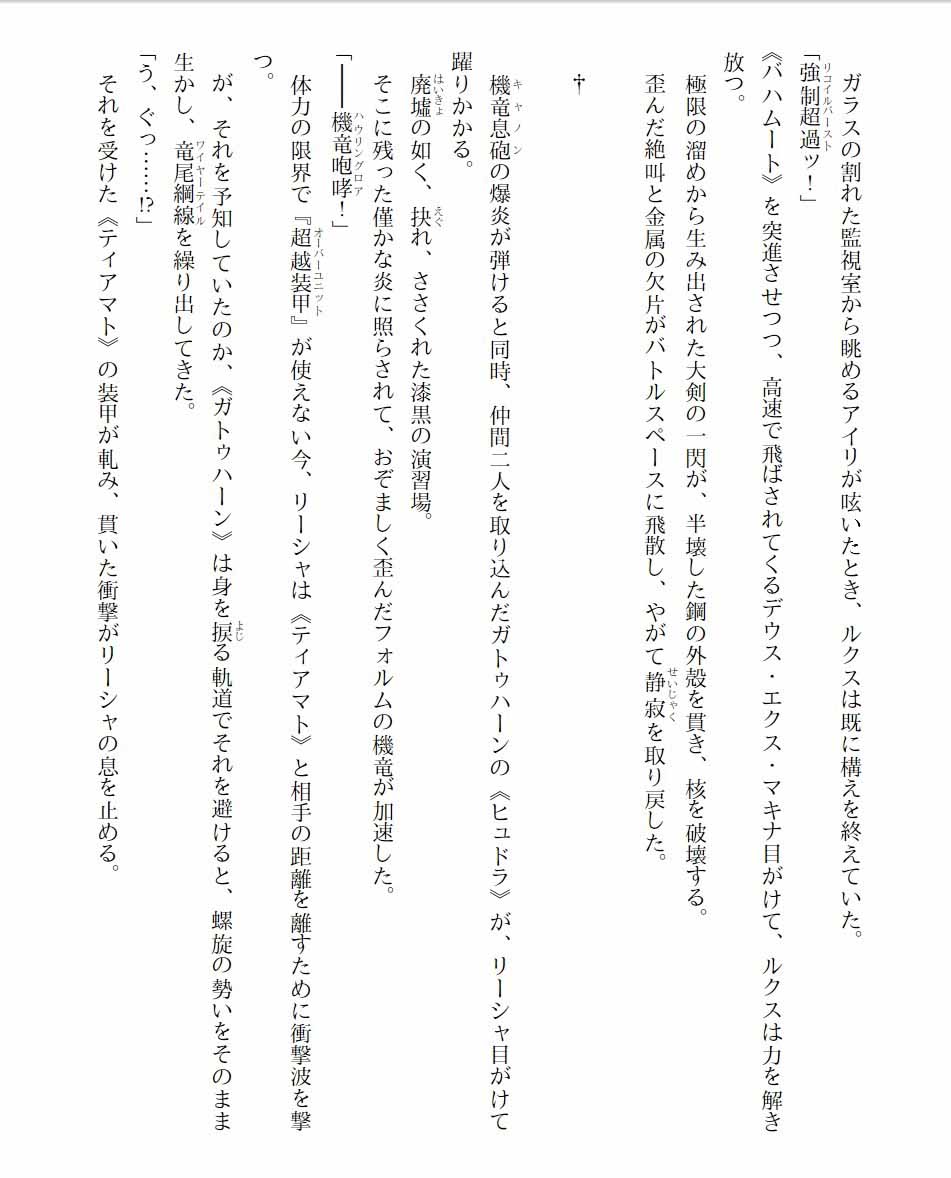 ガラスの割れた監視室から眺めるアイリが呟いたとき、ルクスは既に構えを終えていた。
「強制超過ッ！」
リコイルバースト
《バハムート》を突進させつつ、高速で飛ばされてくるデウス・エクス・マキナ目がけて、ルクスは力を解き
放つ。
極限の溜めから生み出された大剣の一閃が、半壊した鋼の外殻を貫き、核を破壊する。
歪んだ絶叫と金属の欠片がバトルスペースに飛散し、やがて静寂を取り戻した。
せいじゃく
†
機竜息砲の爆炎が弾けると同時、仲間二人を取り込んだガトゥハーンの《ヒュドラ》が、リーシャ目がけて
キャノン
躍りかかる。
廃墟の如く、抉れ、ささくれた漆黒の演習場。
はいきょ
えぐ
そこに残った僅かな炎に照らされて、おぞましく歪んだフォルムの機竜が加速した。
「――機竜咆哮！」
ハウリングロア
体力の限界で『超越装甲』が使えない今、リーシャは《ティアマト》と相手の距離を離すために衝撃波を撃
オーバーユニット
つ。
が、それを予知していたのか、《ガトゥハーン》は身を捩る軌道でそれを避けると、螺旋の勢いをそのまま
よじ
生かし、竜尾綱線を繰り出してきた。
ワイヤーテイル
「う、ぐっ……!?」
それを受けた《ティアマト》の装甲が軋み、貫いた衝撃がリーシャの息を止める。